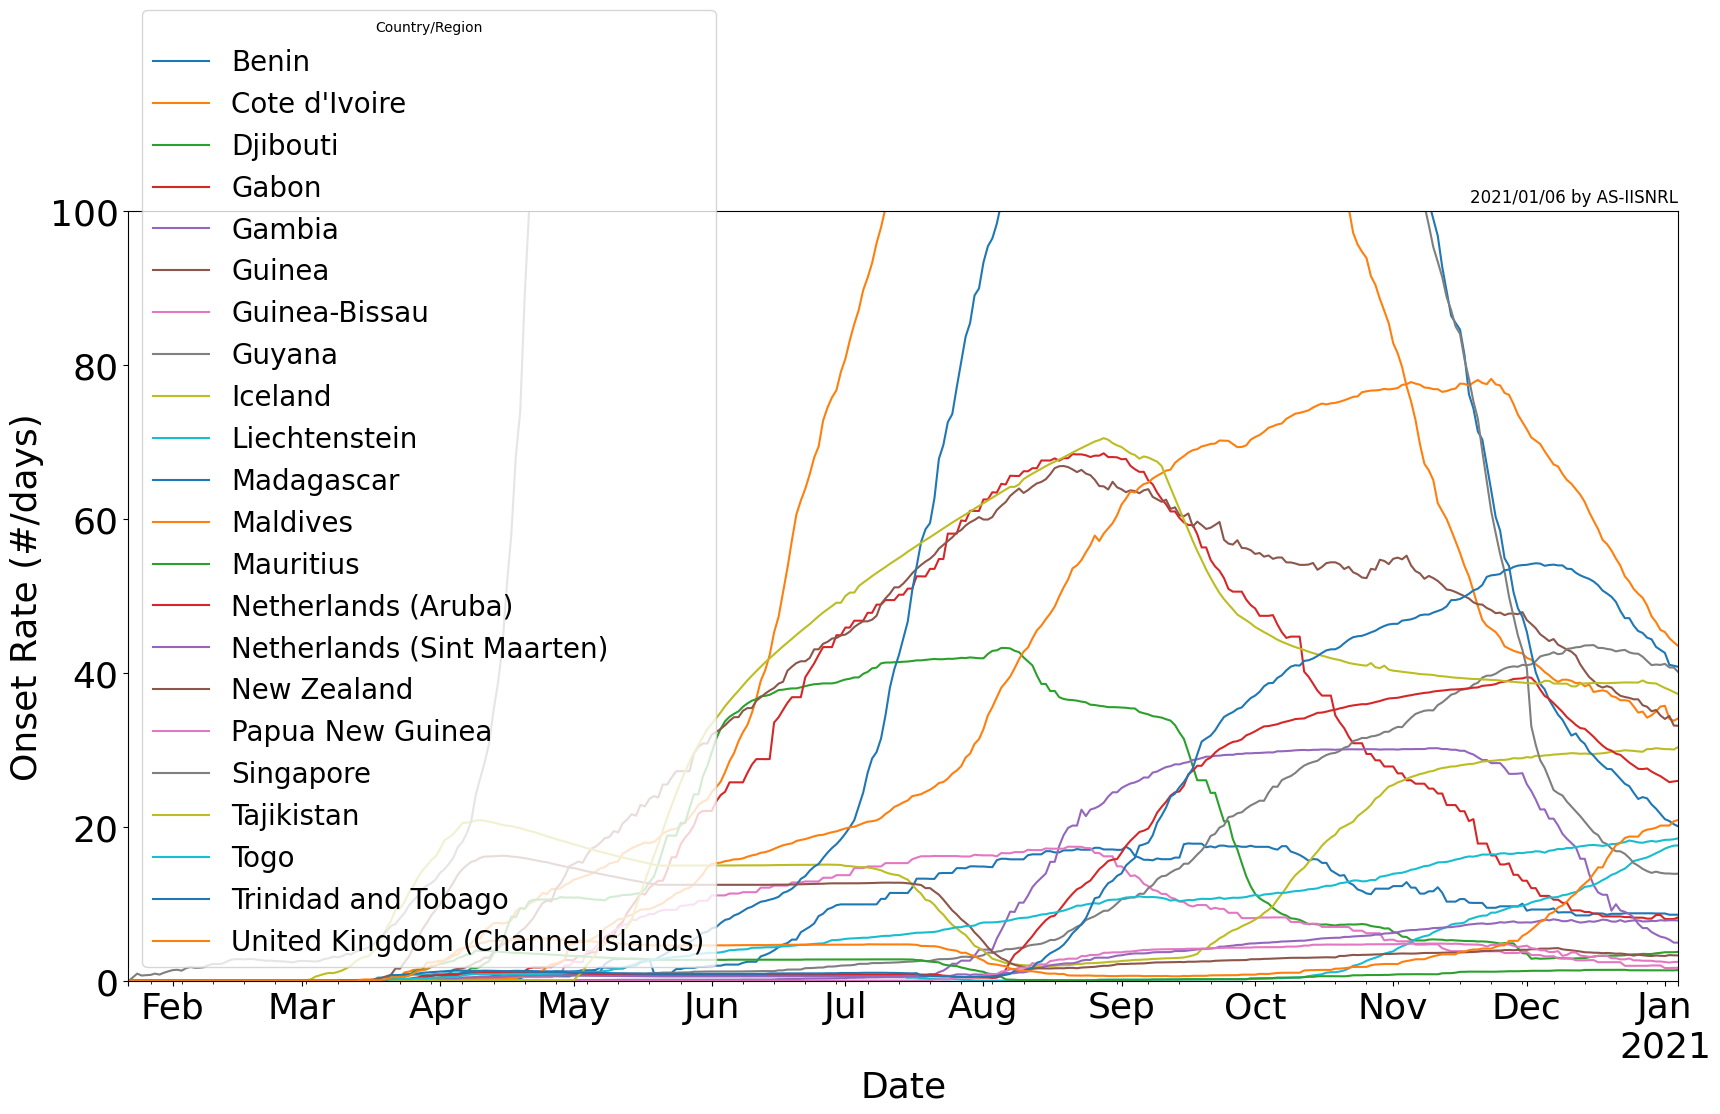 Country/Region
Benin
Cote d'Ivoire
Djibouti
Gabon
Gambia
Guinea
Guinea-Bissau
Guyana
Iceland
Liechtenstein
Madagascar
Maldives
Mauritius
Netherlands (Aruba)
Netherlands (Sint Maarten)
New Zealand
Papua New Guinea
Singapore
Tajikistan
Togo
Trinidad and Tobago
United Kingdom (Channel Islands)
2021/01/06 by AS-IISNRL
100
80
60
40
20
0
Onset Rate (#/days)
Feb Mar Apr May Jun Jul Aug Sep Oct Nov Dec Jan
2021
Date